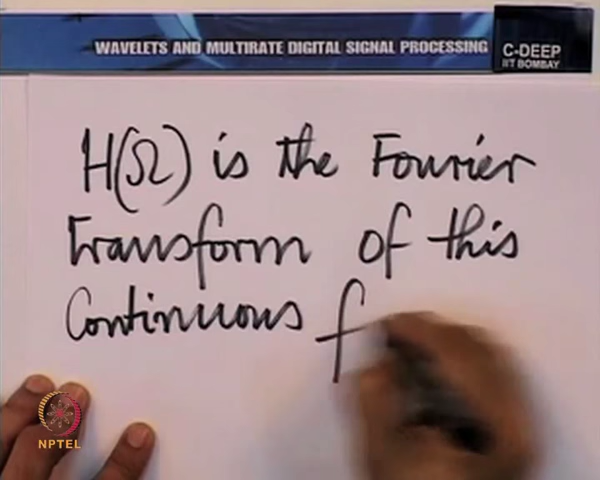 WAVELETS AND MULTIRATE DIGITAL SIGNAL PROCESSING
C-DEEP
IIT BOMBAY
H(Ω) is the Fourier
transform of this
Continuous f
NPTEL